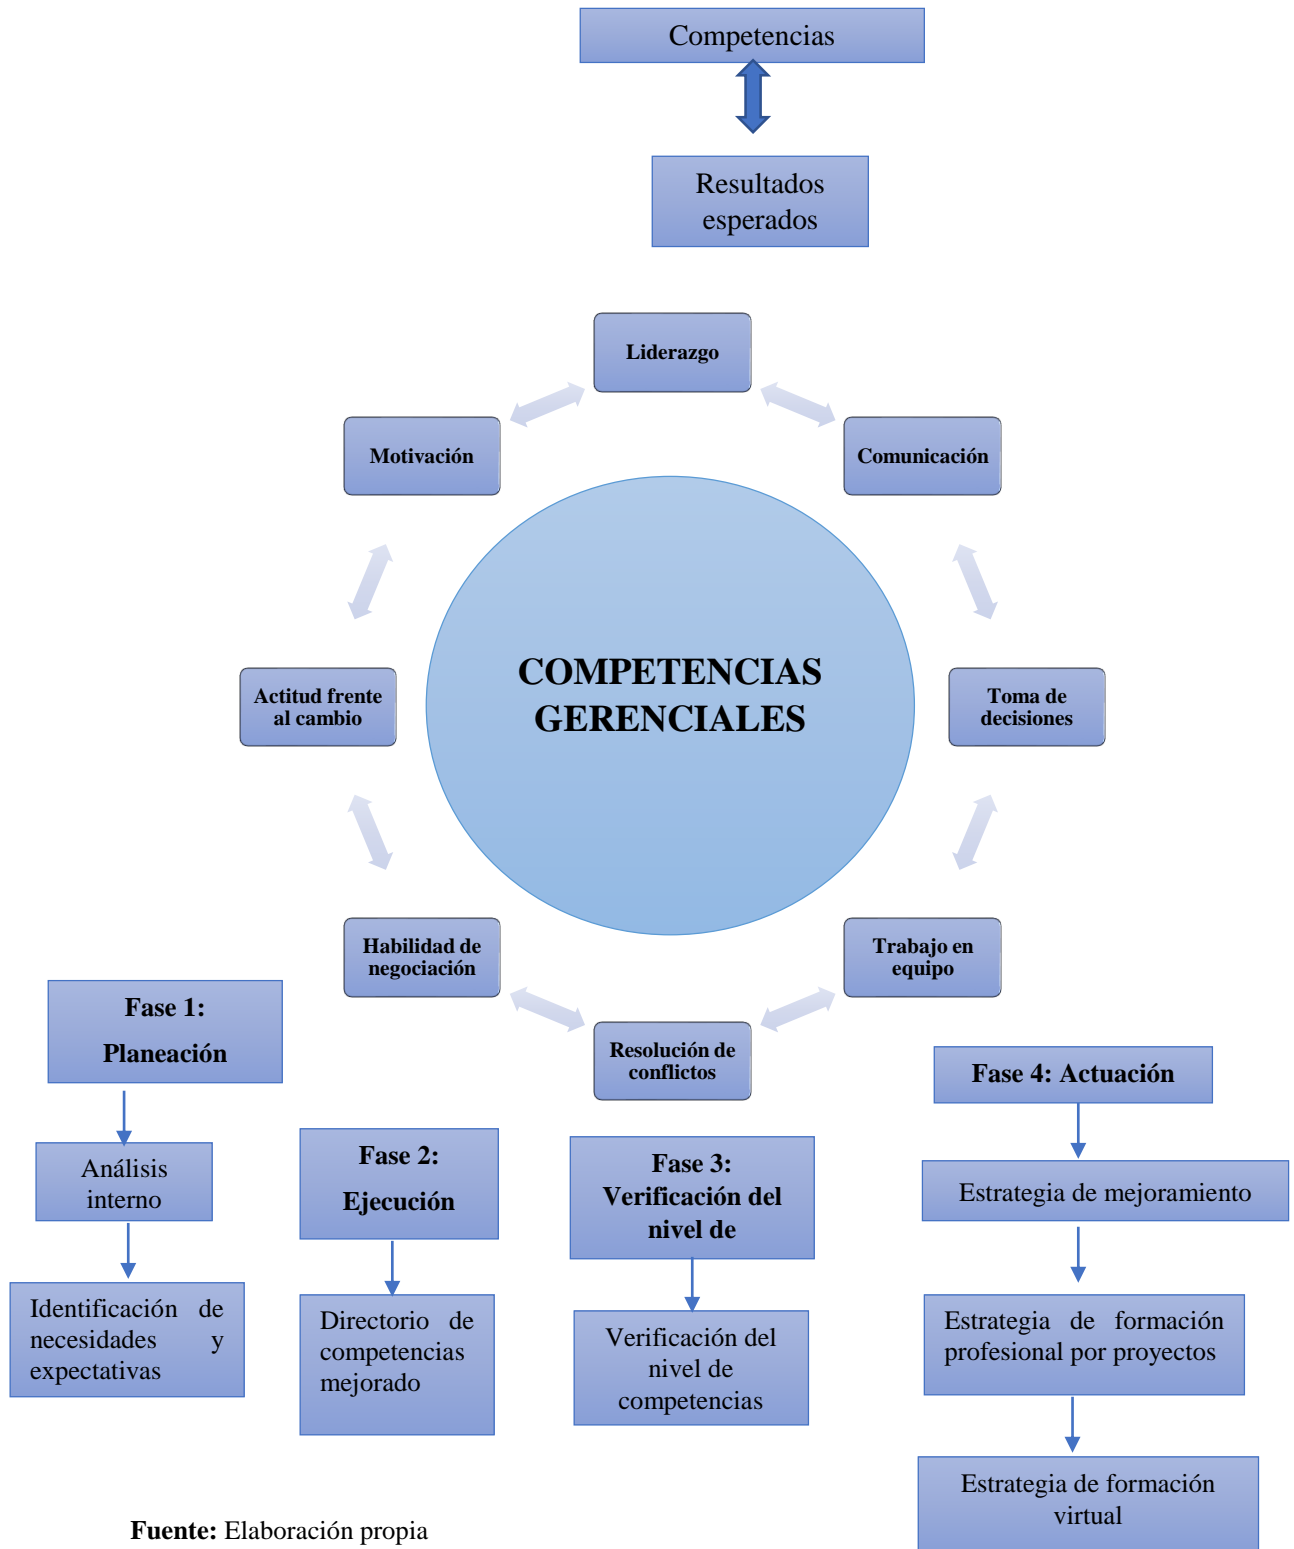 Competencias
Resultados
esperados
Liderazgo
Motivación
Comunicación
COMPETENCIAS
GERENCIALES
Actitud frente
al cambio
Toma de
decisiones
Habilidad de
negociación
Trabajo en
equipo
Resolución de
conflictos
Fase 1:
Planeación
Análisis
interno
Identificación de
necesidades y
expectativas
Fase 2:
Ejecución
Directorio de
competencias
mejorado
Fase 3:
Verificación del
nivel de
Verificación del
nivel de
competencias
Fase 4: Actuación
Estrategia de mejoramiento
Estrategia de formación
profesional por proyectos
Estrategia de formación
virtual
Fuente: Elaboración propia